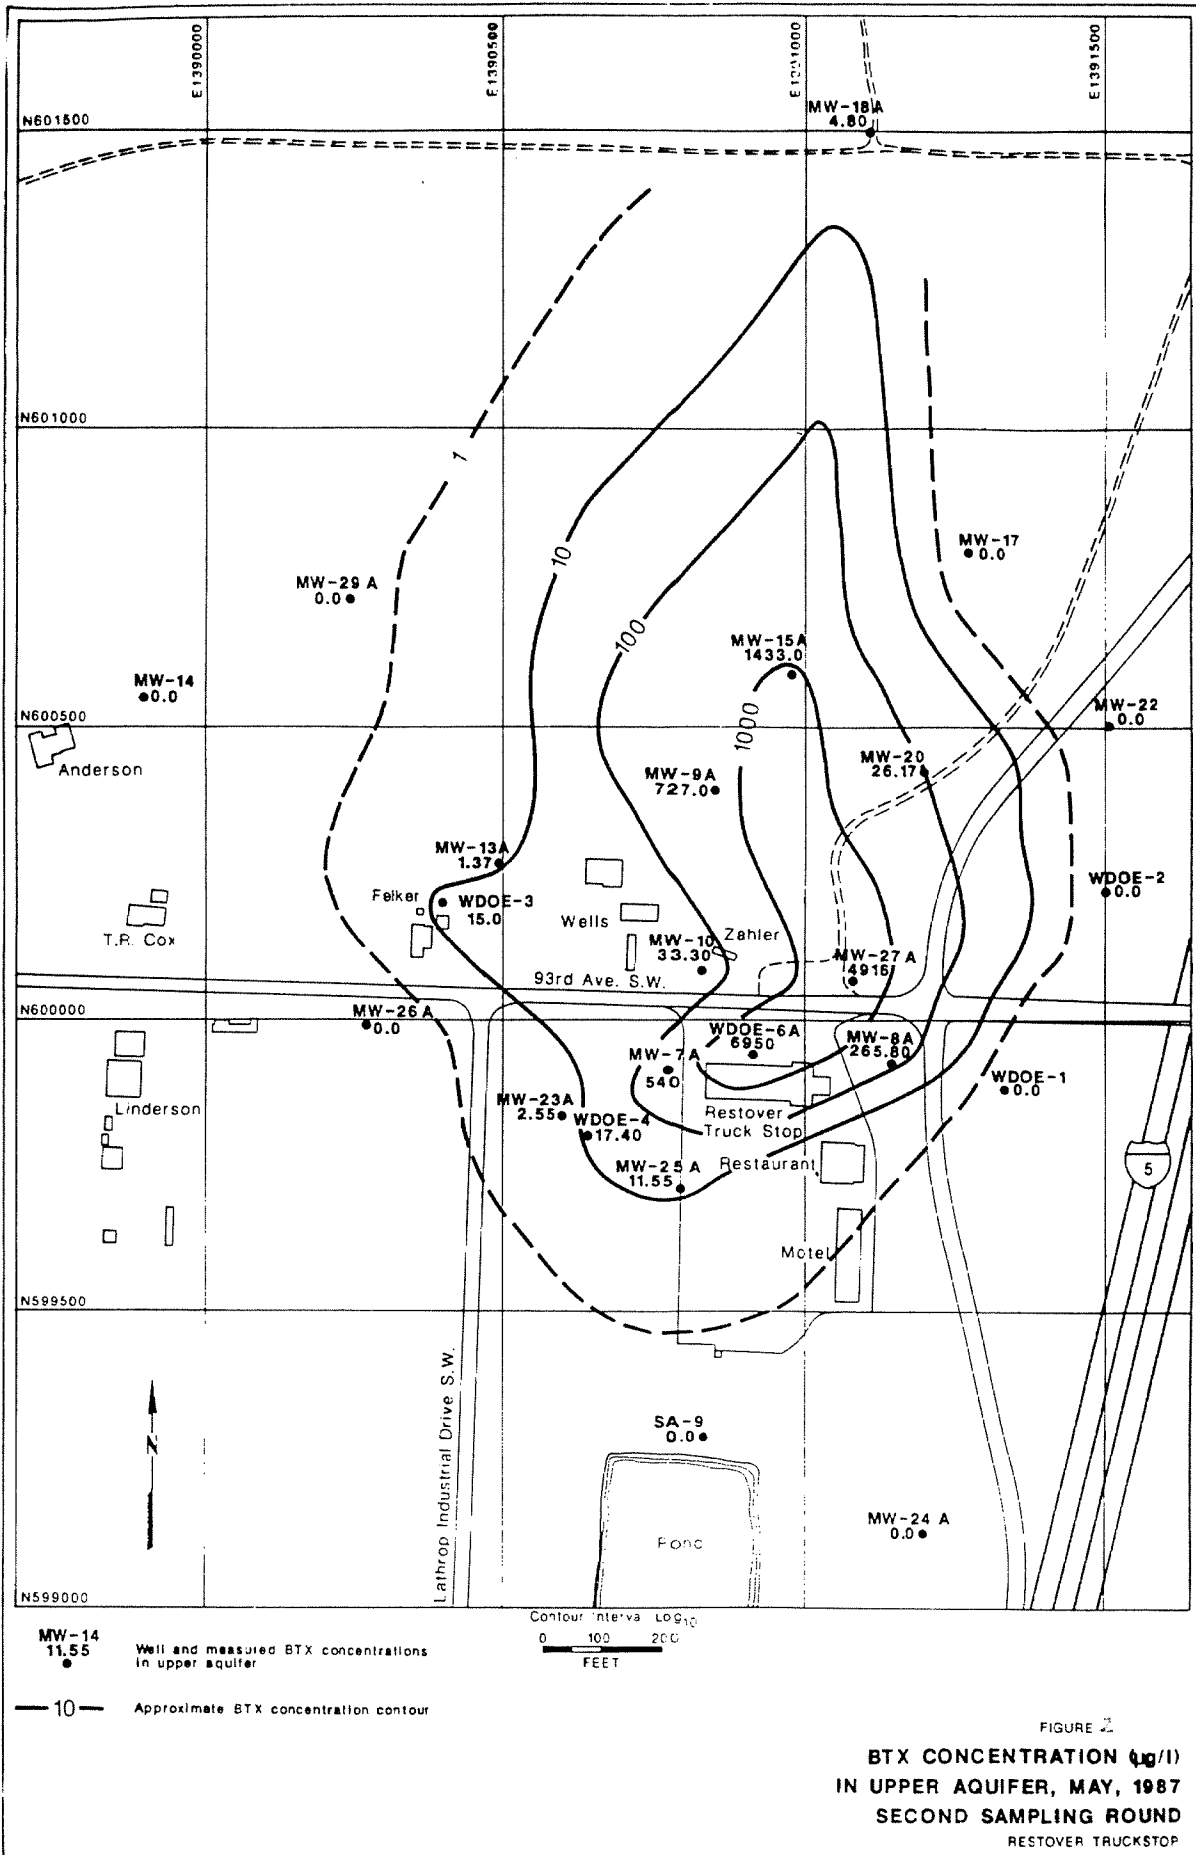 E1390000
E1390500
E1391000
E1391500
MW-18A
4.80
N601500
N601000
1
10
MW-17
0.0
MW-29 A
0.0
100
MW-15A
1433.0
MW-14
0.0
MW-22
0.0
N600500
1000
Anderson
MW-20
26.17
MW-9A
727.0
MW-13A
1.37
WDOE-2
0.0
Felker
WDOE-3
15.0
T.R. Cox
Wells
MW-10
33.30
Zahler
MW-27 A
4916
93rd Ave. S.W.
N600000
MW-26 A
0.0
WDOE-6A
6950
MW-8A
265.80
MW-7A
540
WDOE-1
0.0
Linderson
MW-23A
2.55
WDOE-4
17.40
Restover
Truck Stop
MW-25 A
11.55
Restaurant
5
Motel
N599500
Lathrop Industrial Drive S.W.
N
SA-9
0.0
MW-24 A
0.0
N599000
Contour Interva Log10
0 100 200
FEET
MW-14
11.55
Well and measured BTX concentrations
in upper aquifer
10
Approximate BTX concentration contour
FIGURE 2
BTX CONCENTRATION (µg/l)
IN UPPER AQUIFER, MAY, 1987
SECOND SAMPLING ROUND
RESTOVER TRUCKSTOP